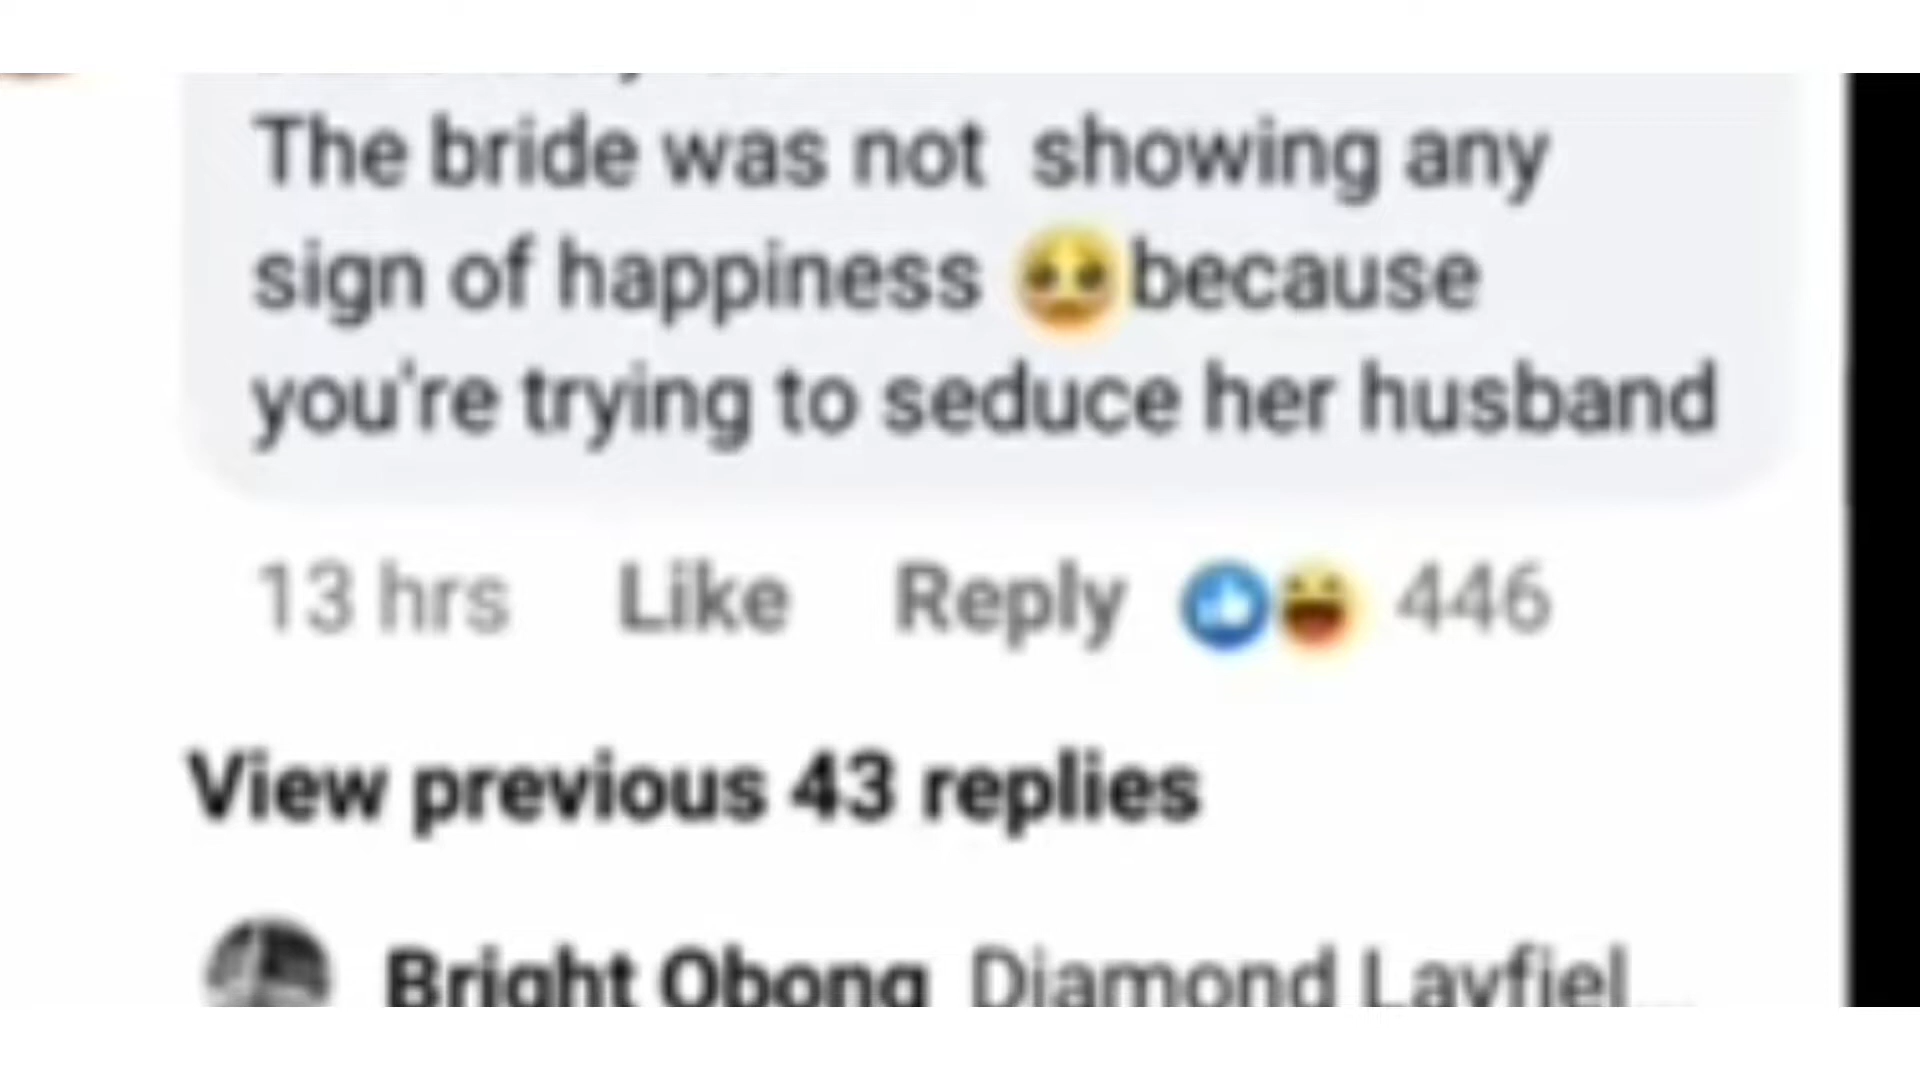 The bride was not showing any
sign of happiness 🥺because
you're trying to seduce her husband
13 hrs Like Reply 446
View previous 43 replies
Bright Obong Diamond Layfiel...